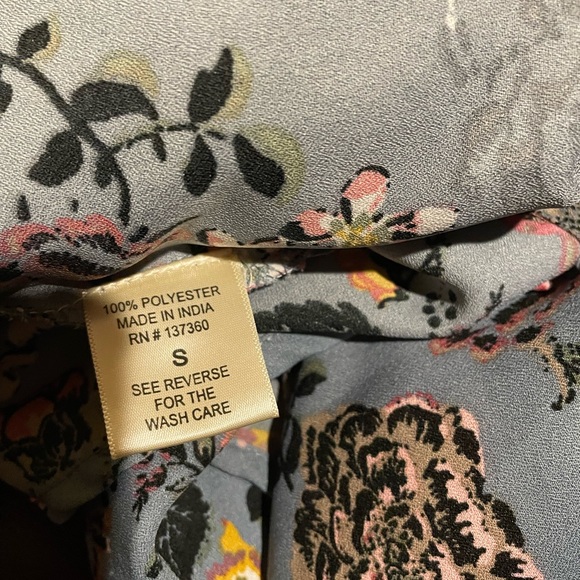 100% POLYESTER
MADE IN INDIA
RN # 137360
S
SEE REVERSE
FOR THE
WASH CARE